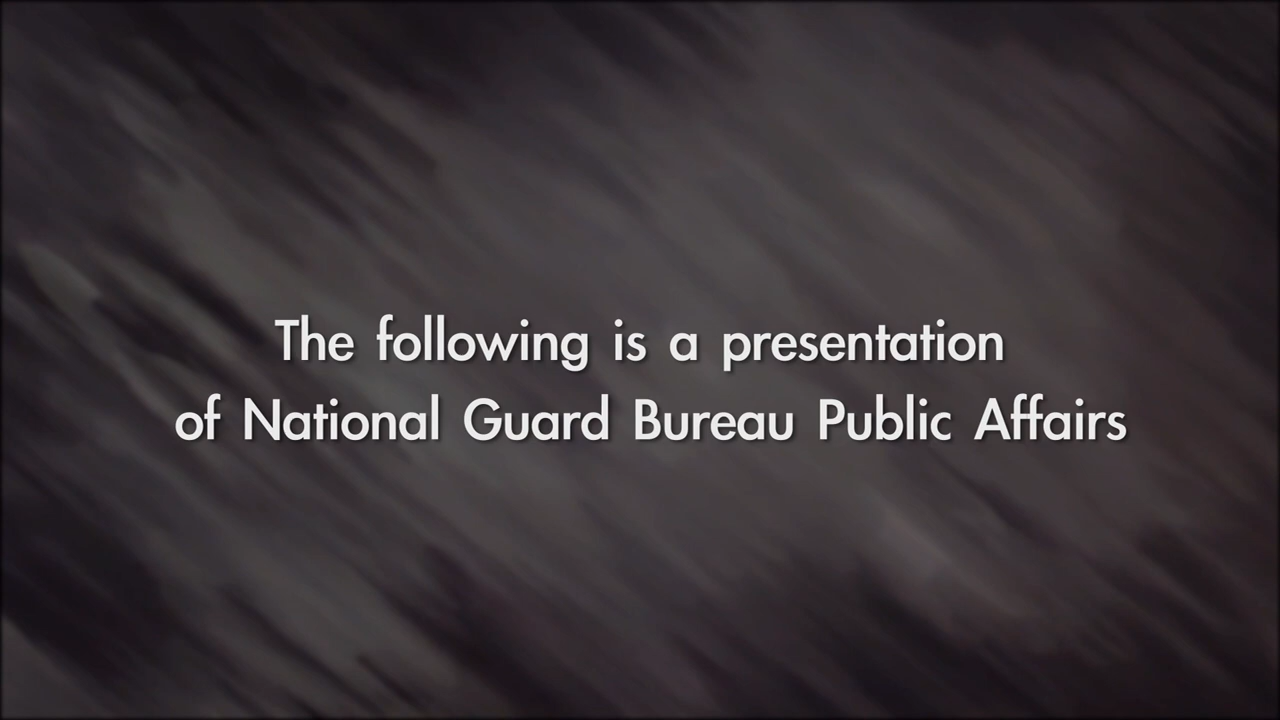 The following is a presentation
of National Guard Bureau Public Affairs